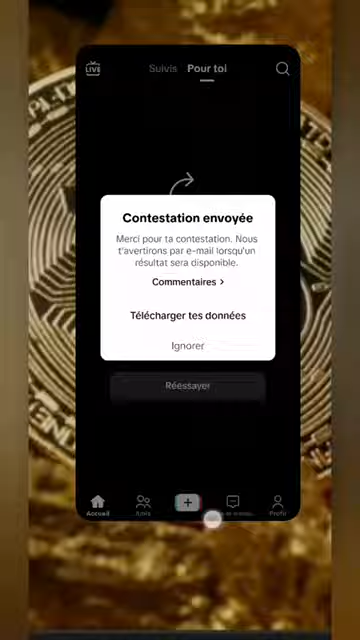 LIVE
Suivis Pour toi
Contestation envoyée
Merci pour ta contestation. Nous
t'avertirons par e-mail lorsqu'un
résultat sera disponible.
Commentaires >
Télécharger tes données
Ignorer
Réessayer
Accueil Amis Profil